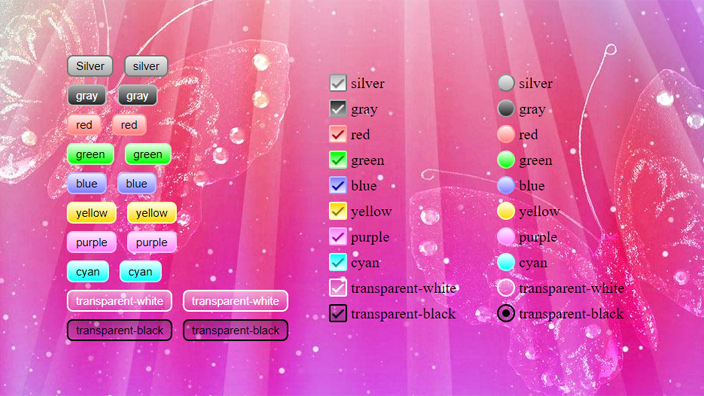 Silver silver
gray gray
red red
green green
blue blue
yellow yellow
purple purple
cyan cyan
transparent-white transparent-white
transparent-black transparent-black
silver
gray
red
green
blue
yellow
purple
cyan
transparent-white
transparent-black
silver
gray
red
green
blue
yellow
purple
cyan
transparent-white
transparent-black